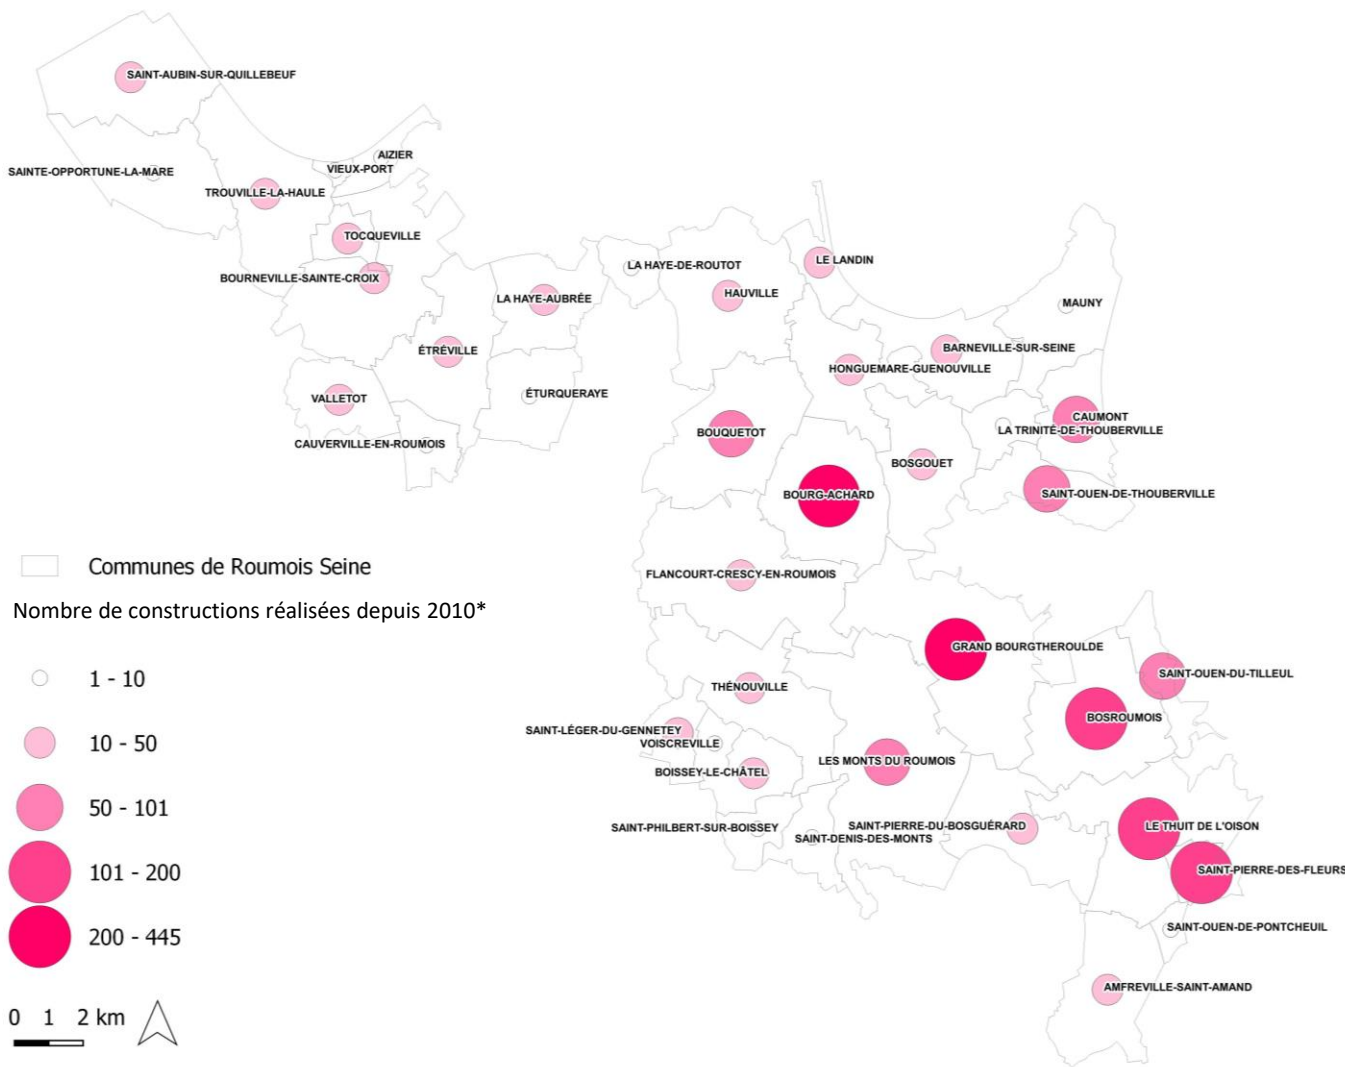 SAINT-AUBIN-SUR-QUILLEBEUF
AIZIER
VIEUX-PORT
SAINTE-OPPORTUNE-LA-MARE
TROUVILLE-LA-HAULE
TOCQUEVILLE
LE LANDIN
LA HAYE-DE-ROUTOT
BOURNEVILLE-SAINTE-CROIX
HAUVILLE
LA HAYE-AUBRÉE
MAUNY
BARNEVILLE-SUR-SEINE
ÉTRÉVILLE
HONGUEMARE-GUENOUVILLE
ÉTURQUERAYE
VALLETOT
CAUMONT
LA TRINITÉ-DE-THOUBERVILLE
BOUQUETOT
CAUVERVILLE-EN-ROUMOIS
BOSGOUET
BOURG-ACHARD
SAINT-OUEN-DE-THOUBERVILLE
FLANCOURT-CRESCY-EN-ROUMOIS
GRAND BOURGTHEROULDE
SAINT-OUEN-DU-TILLEUL
THÉNOUVILLE
BOSROUMOIS
SAINT-LÉGER-DU-GENNETEY
VOISCREVILLE
LES MONTS DU ROUMOIS
BOISSEY-LE-CHÂTEL
SAINT-PIERRE-DU-BOSGUÉRARD
LE THUIT DE L'OISON
SAINT-PHILBERT-SUR-BOISSEY
SAINT-DENIS-DES-MONTS
SAINT-PIERRE-DES-FLEURS
SAINT-OUEN-DE-PONTCHEUIL
AMFREVILLE-SAINT-AMAND
Communes de Roumois Seine
Nombre de constructions réalisées depuis 2010*
1 - 10
10 - 50
50 - 101
101 - 200
200 - 445
0 1 2 km